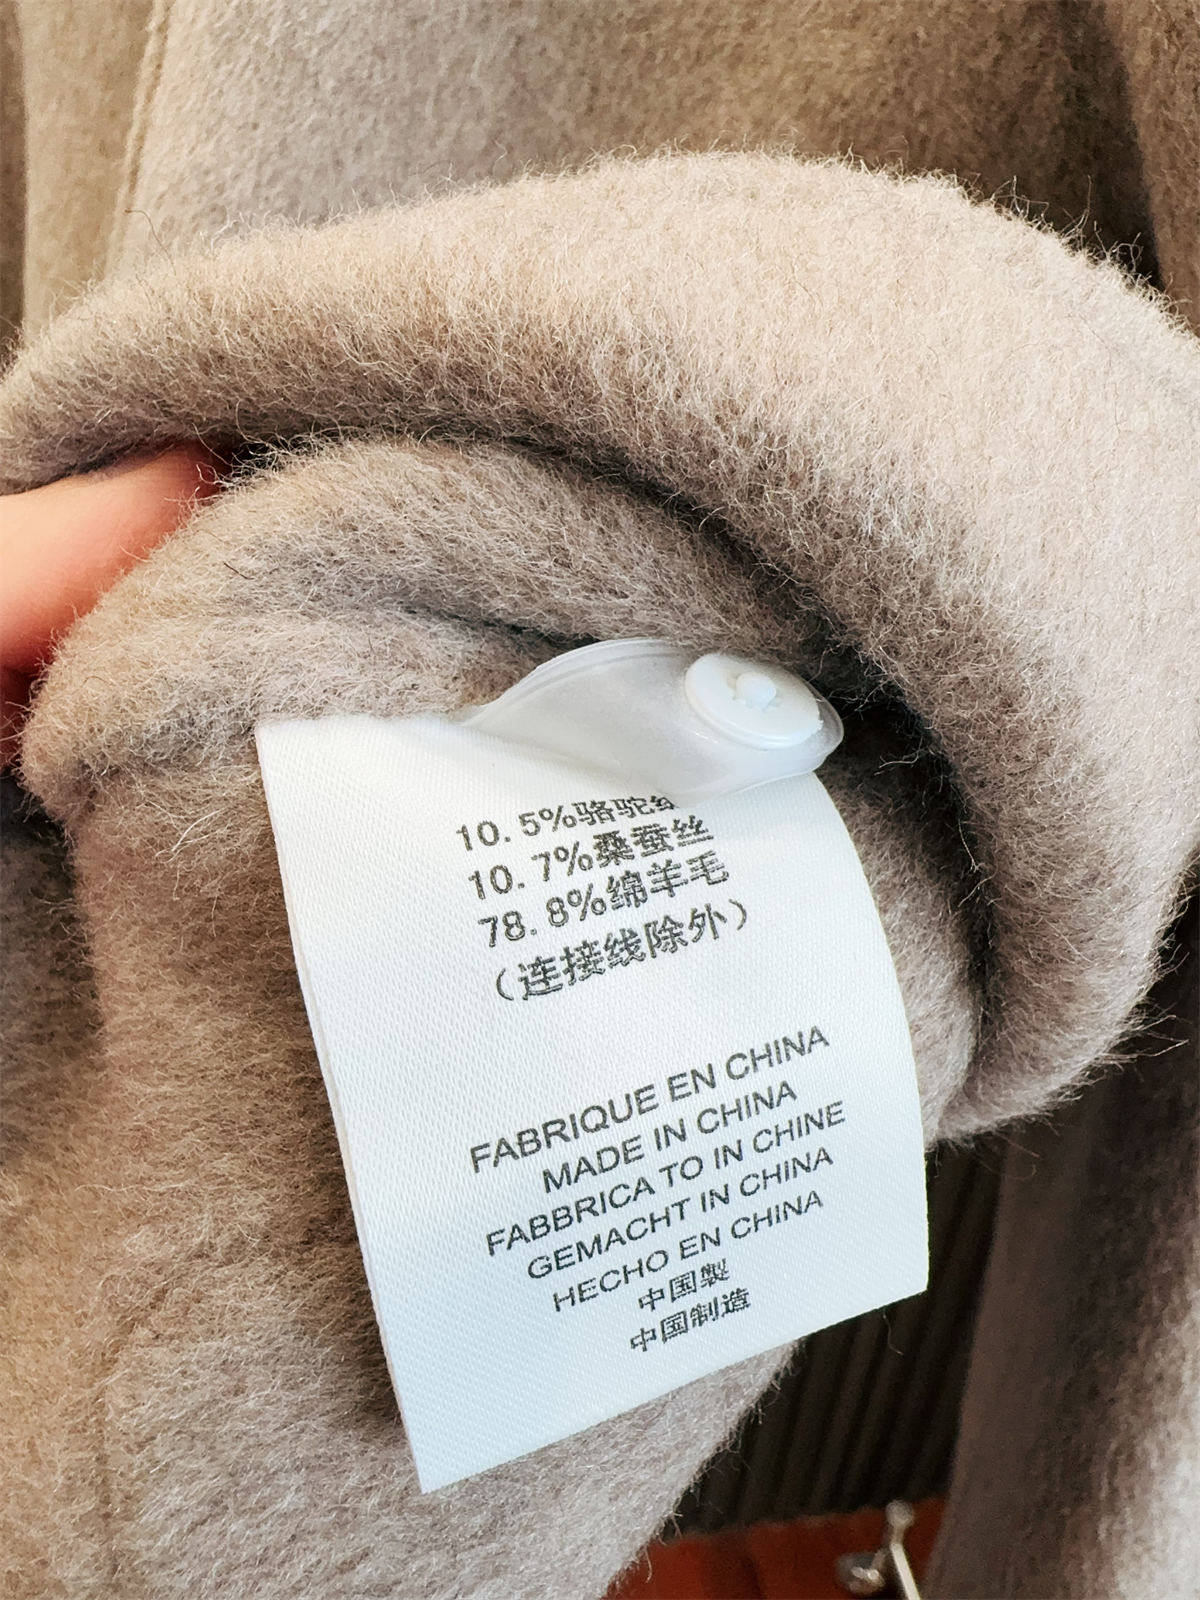 10.5%骆驼绒
10.7%桑蚕丝
78.8%绵羊毛
(连接线除外)
FABRIQUE EN CHINA
MADE IN CHINA
FABBRICA TO IN CHINE
GEMACHT IN CHINA
HECHO EN CHINA
中国製
中国制造